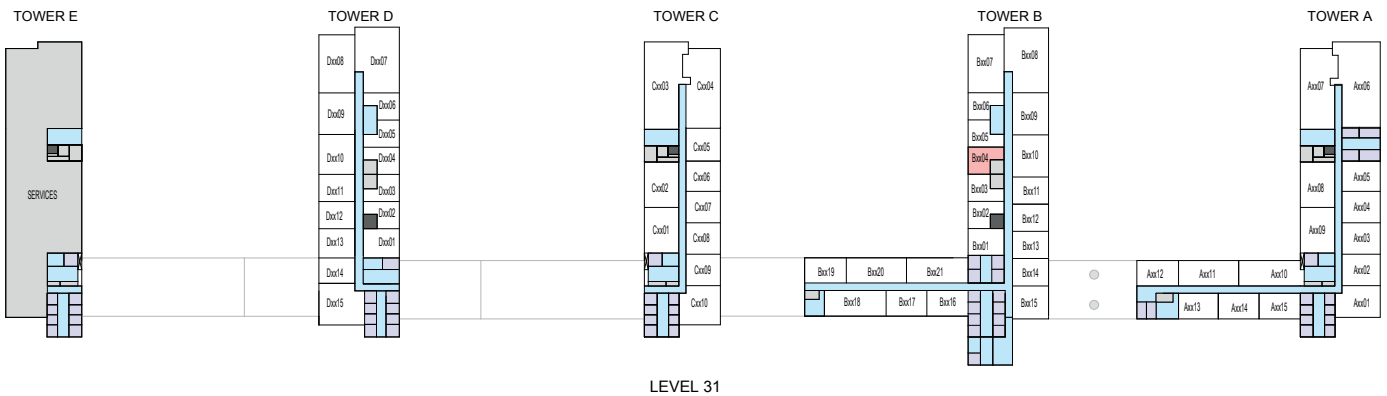 TOWER E
TOWER D
TOWER C
TOWER B
TOWER A
SERVICES
Dxx08
Dxx07
Dxx06
Dxx09
Dxx05
Dxx10
Dxx04
Dxx11
Dxx03
Dxx12
Dxx02
Dxx13
Dxx01
Dxx14
Dxx15
Cxx03
Cxx04
Cxx05
Cxx06
Cxx02
Cxx07
Cxx01
Cxx08
Cxx09
Cxx10
Bxx07
Bxx08
Bxx06
Bxx09
Bxx05
Bxx04
Bxx10
Bxx03
Bxx11
Bxx02
Bxx12
Bxx01
Bxx13
Bxx19
Bxx20
Bxx21
Bxx14
Bxx18
Bxx17
Bxx16
Bxx15
Axx07
Axx06
Axx05
Axx08
Axx04
Axx09
Axx03
Axx12
Axx11
Axx10
Axx02
Axx13
Axx14
Axx15
Axx01
LEVEL 31